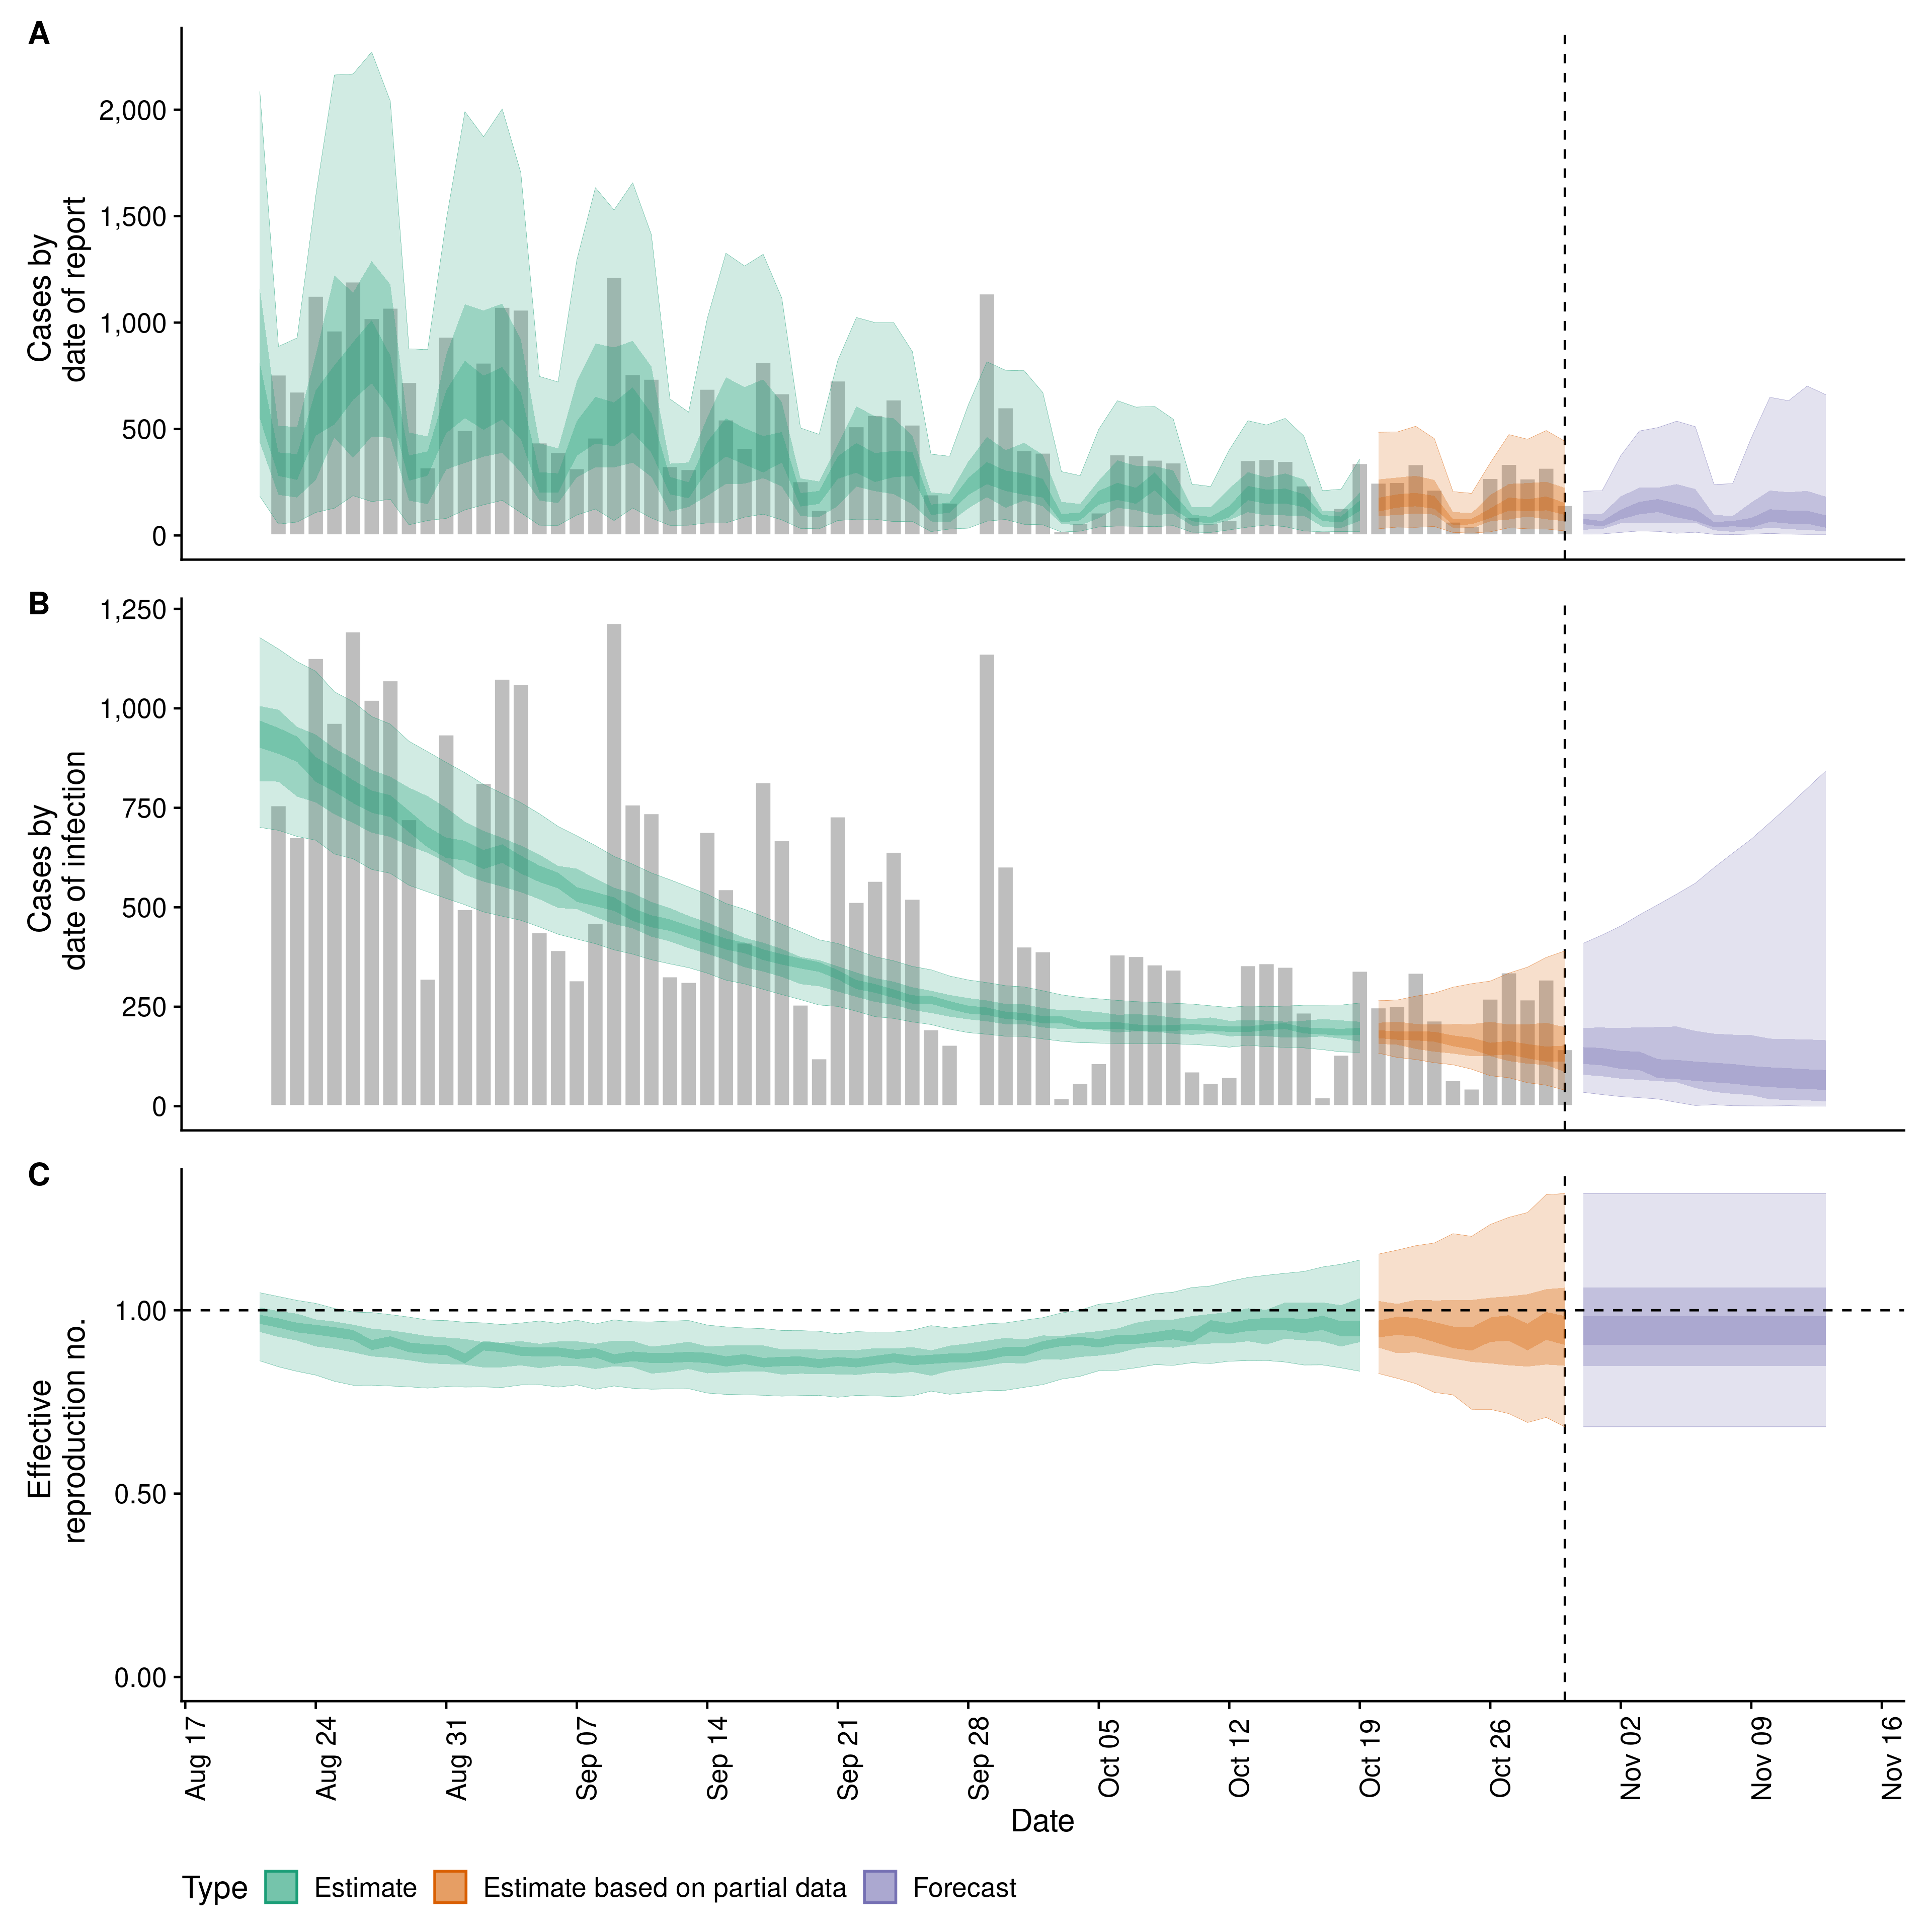 A
Cases by
date of report
2,000
1,500
1,000
500
0
B
Cases by
date of infection
1,250
1,000
750
500
250
0
C
Effective
reproduction no.
1.00
0.50
0.00
Aug 17
Aug 24
Aug 31
Sep 07
Sep 14
Sep 21
Sep 28
Oct 05
Oct 12
Oct 19
Oct 26
Nov 02
Nov 09
Nov 16
Date
Type Estimate Estimate based on partial data Forecast